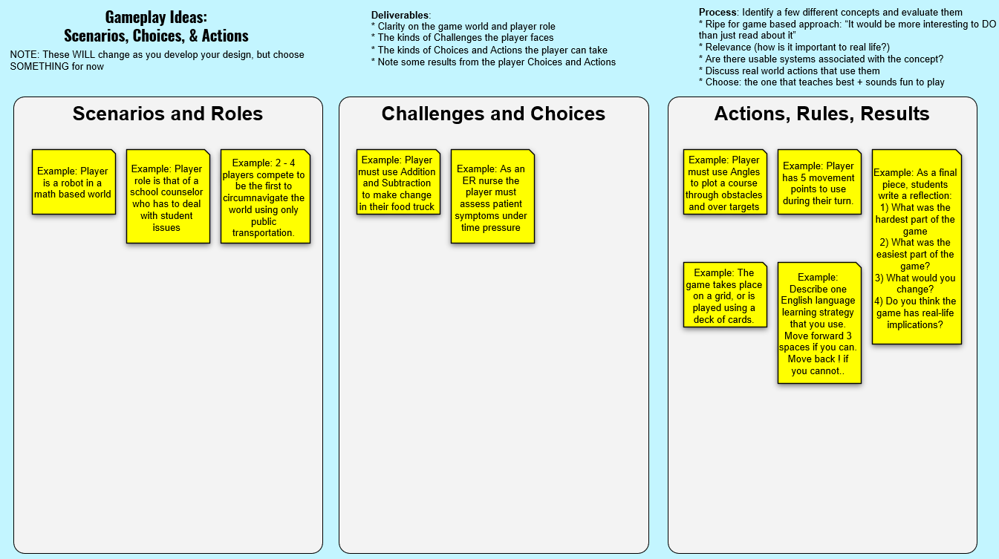 Gameplay Ideas:
Scenarios, Choices, & Actions
NOTE: These WILL change as you develop your design, but choose
SOMETHING for now
Deliverables:
* Clarity on the game world and player role
* The kinds of Challenges the player faces
* The kinds of Choices and Actions the player can take
* Note some results from the player Choices and Actions
Process: Identify a few different concepts and evaluate them
* Ripe for game based approach: “It would be more interesting to DO
than just read about it”
* Relevance (how is it important to real life?)
* Are there usable systems associated with the concept?
* Discuss real world actions that use them
* Choose: the one that teaches best + sounds fun to play
Scenarios and Roles
Example: Player
is a robot in a
math based world
Example: Player
role is that of a
school counselor
who has to deal
with student
issues
Example: 2 - 4
players compete to
be the first to
circumnavigate the
world using only
public
transportation.
Challenges and Choices
Example: Player
must use Addition
and Subtraction
to make change
in their food truck
Example: As an
ER nurse the
player must
assess patient
symptoms under
time pressure
Actions, Rules, Results
Example: Player
must use Angles
to plot a course
through obstacles
and over targets
Example: Player
has 5 movement
points to use
during their turn.
Example: As a final
piece, students
write a reflection:
1) What was the
hardest part of the
game
2) What was the
easiest part of the
game?
3) What would you
change?
4) Do you think the
game has real-life
implications?
Example: The
game takes place
on a grid, or is
played using a
deck of cards.
Example:
Describe one
English language
learning strategy
that you use.
Move forward 3
spaces if you can.
Move back ! if
you cannot..